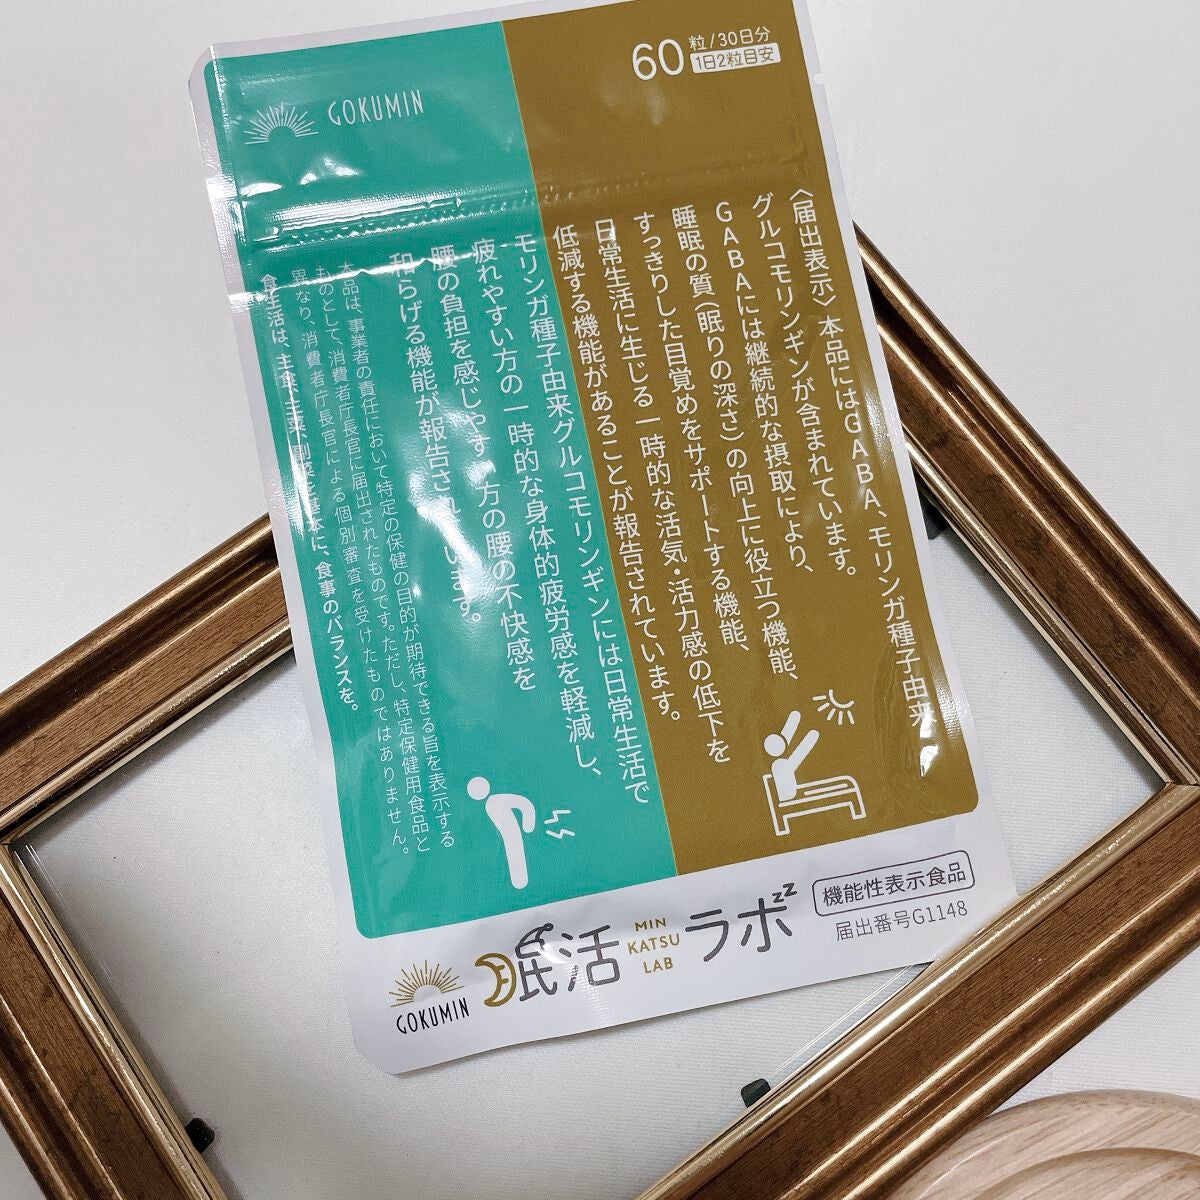 GOKUMIN
60粒/30日分
1日2粒目安
〈届出表示〉本品にはGABA、モリンガ種子由来
グルコモリンギンが含まれています。
GABAには継続的な摂取により、
睡眠の質(眠りの深さ)の向上に役立つ機能、
すっきりした目覚めをサポートする機能、
日常生活に生じる一時的な活気・活力感の低下を
低減する機能があることが報告されています。
モリンガ種子由来グルコモリンギンには日常生活で
疲れやすい方の一時的な身体的疲労感を軽減し、
腰の負担を感じやすい方の腰の不快感を
和らげる機能が報告されています。
本品は、事業者の責任において特定の保健の目的が期待できる旨を表示する
ものとして、消費者庁長官に届出されたものです。ただし、特定保健用食品と
異なり、消費者庁長官による個別審査を受けたものではありません。
食生活は、主食、主菜、副菜を基本に、食事のバランスを。
GOKUMIN
眠活
MIN
KATSU
LAB
ラボzz
機能性表示食品
届出番号G1148